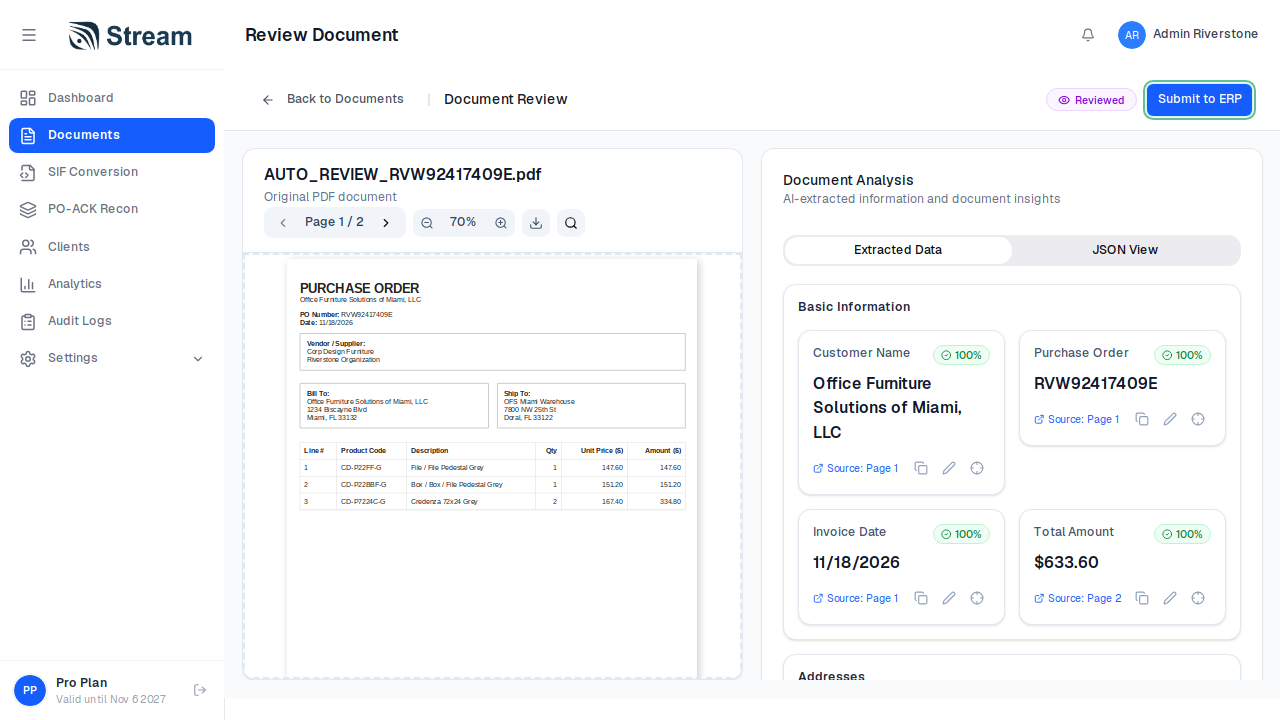 Stream
Review Document
AR
Admin Riverstone
Dashboard
Documents
SIF Conversion
PO-ACK Recon
Clients
Analytics
Audit Logs
Settings
PP
Pro Plan
Valid until Nov 6 2027
Back to Documents
Document Review
Reviewed
Submit to ERP
AUTO_REVIEW_RVW92417409E.pdf
Original PDF document
Page 1 / 2
70%
PURCHASE ORDER
Office Furniture Solutions of Miami, LLC
PO Number: RVW92417409E
Date: 11/18/2026
Vendor / Supplier:
Corp Design Furniture
Riverstone Organization
Bill To:
Office Furniture Solutions of Miami, LLC
1234 Biscayne Blvd
Miami, FL 33132
Ship To:
OFS Miami Warehouse
7800 NW 25th St
Doral, FL 33122
Line # Product Code Description Qty Unit Price ($) Amount ($)
1 CD-P22FF-G File / File Pedestal Grey 1 147.60 147.60
2 CD-P22BBF-G Box / Box / File Pedestal Grey 1 151.20 151.20
3 CD-P7224C-G Credenza 72x24 Grey 2 167.40 334.80
Document Analysis
AI-extracted information and document insights
Extracted Data
JSON View
Basic Information
Customer Name
100%
Office Furniture
Solutions of Miami,
LLC
Source: Page 1
Purchase Order
100%
RVW92417409E
Source: Page 1
Invoice Date
100%
11/18/2026
Source: Page 1
Total Amount
100%
$633.60
Source: Page 2
Addresses